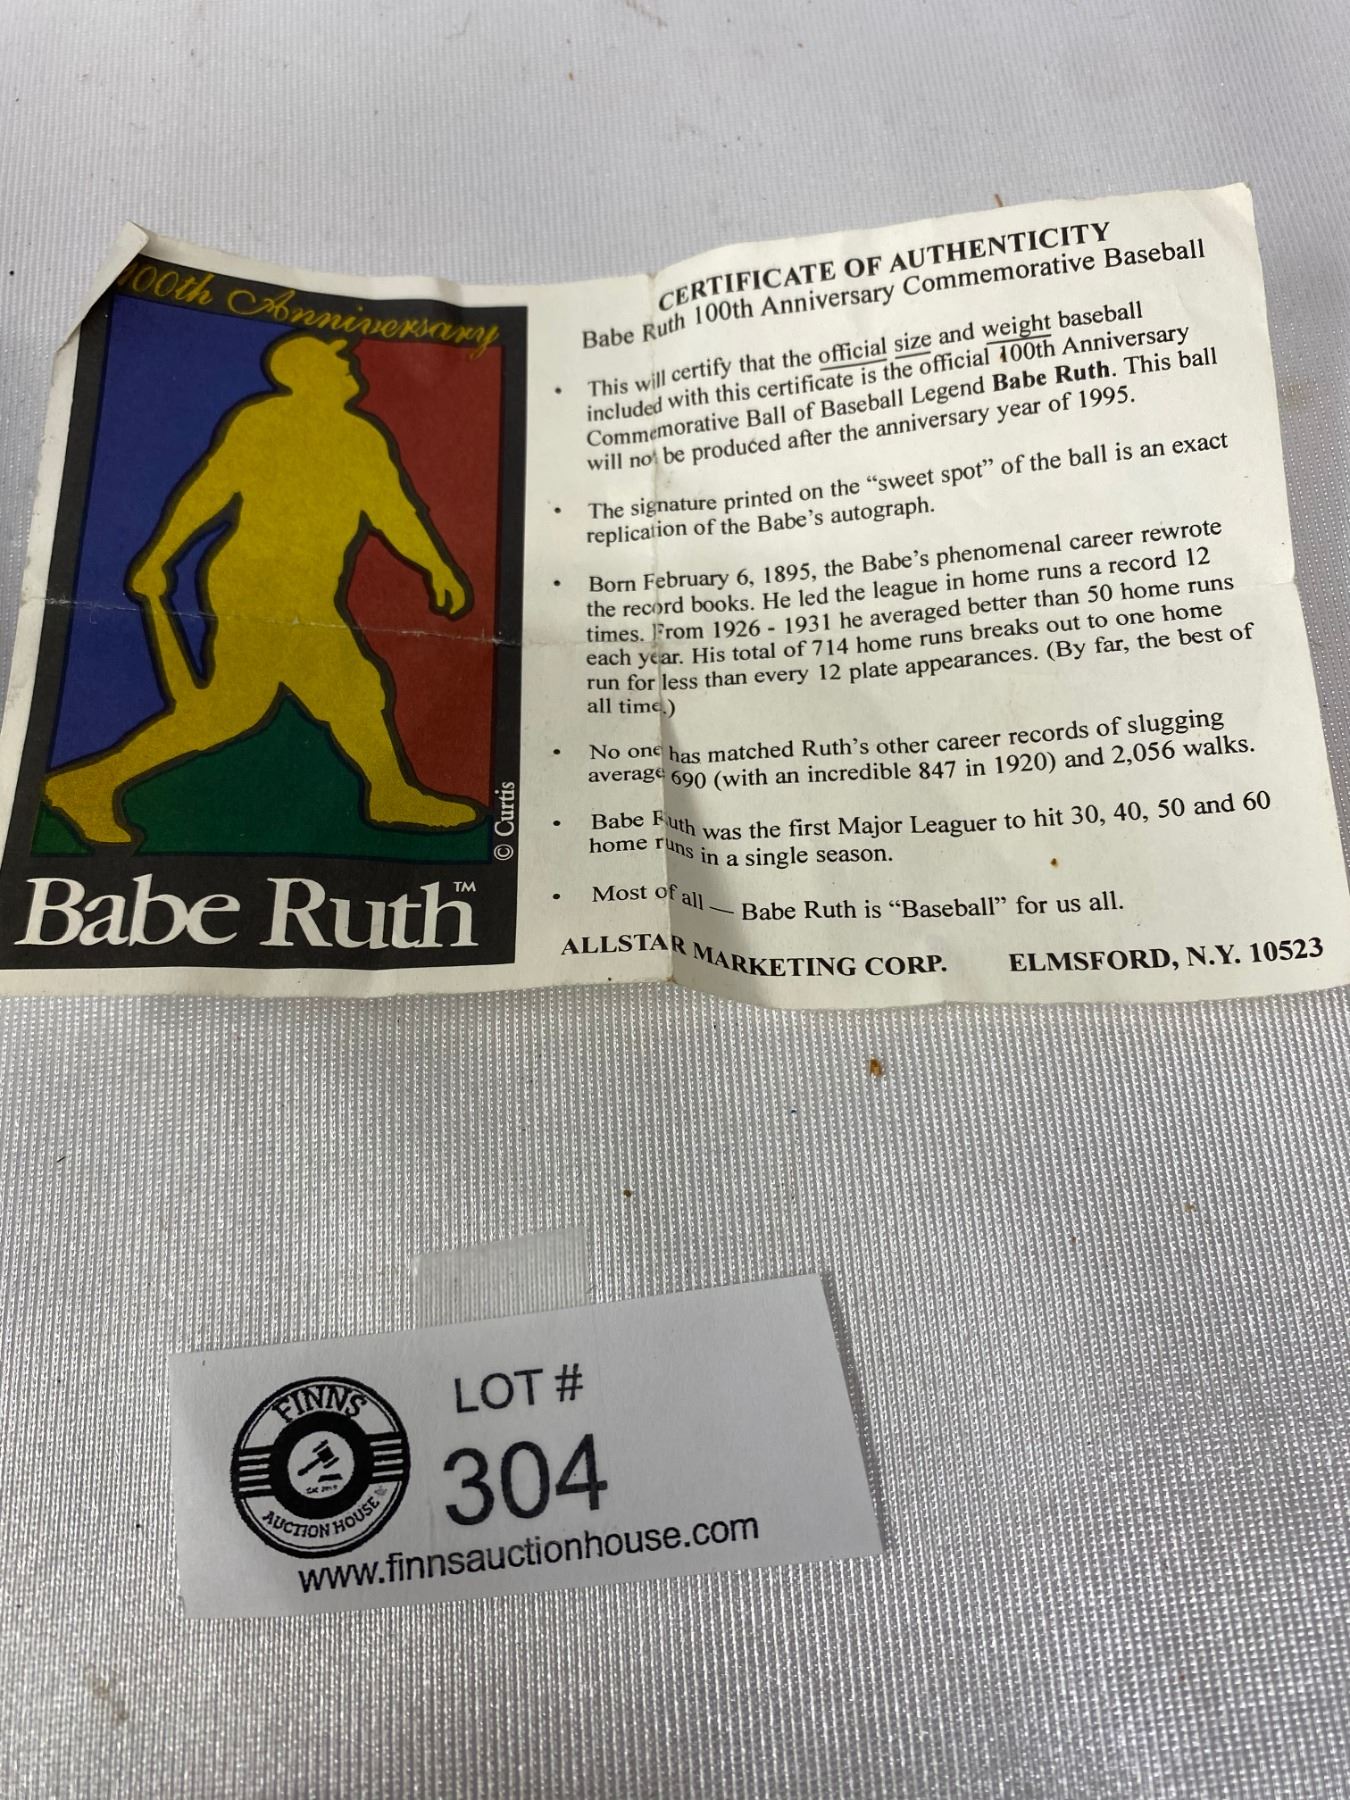 100th Anniversary
© Curtis
Babe Ruth™
CERTIFICATE OF AUTHENTICITY
Babe Ruth 100th Anniversary Commemorative Baseball
• This will certify that the official size and weight baseball
included with this certificate is the official 100th Anniversary
Commemorative Ball of Baseball Legend Babe Ruth. This ball
will not be produced after the anniversary year of 1995.
• The signature printed on the “sweet spot” of the ball is an exact
replication of the Babe’s autograph.
• Born February 6, 1895, the Babe’s phenomenal career rewrote
the record books. He led the league in home runs a record 12
times. From 1926 - 1931 he averaged better than 50 home runs
each year. His total of 714 home runs breaks out to one home
run for less than every 12 plate appearances. (By far, the best of
all time.)
• No one has matched Ruth’s other career records of slugging
average 690 (with an incredible 847 in 1920) and 2,056 walks.
• Babe Ruth was the first Major Leaguer to hit 30, 40, 50 and 60
home runs in a single season.
• Most of all — Babe Ruth is “Baseball” for us all.
ALLSTAR MARKETING CORP. ELMSFORD, N.Y. 10523
FINNS
AUCTION HOUSE
LOT #
304
www.finnsauctionhouse.com